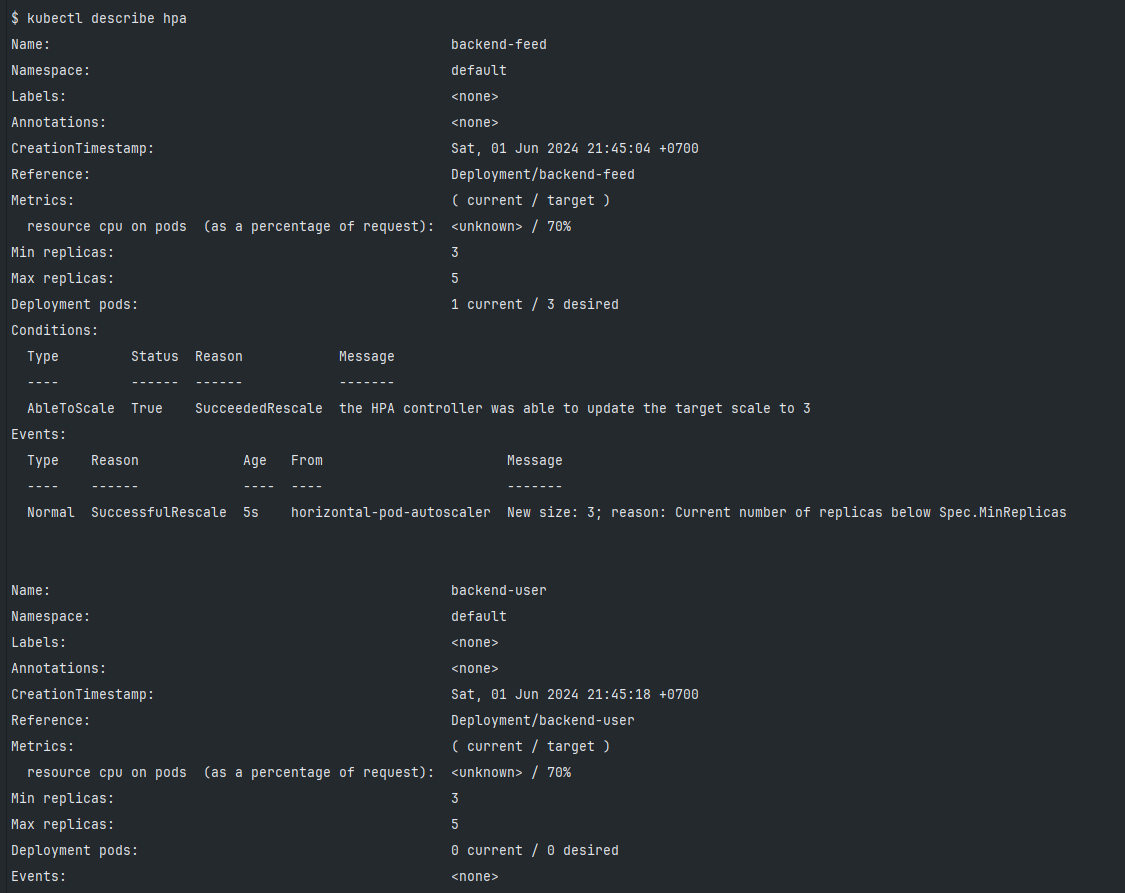 $ kubectl describe hpa
Name: backend-feed
Namespace: default
Labels: <none>
Annotations: <none>
CreationTimestamp: Sat, 01 Jun 2024 21:45:04 +0700
Reference: Deployment/backend-feed
Metrics: ( current / target )
  resource cpu on pods  (as a percentage of request): <unknown> / 70%
Min replicas: 3
Max replicas: 5
Deployment pods: 1 current / 3 desired
Conditions:
  Type         Status  Reason            Message
  ----         ------  ------            -------
  AbleToScale  True    SucceededRescale  the HPA controller was able to update the target scale to 3
Events:
  Type    Reason             Age   From                       Message
  ----    ------             ----  ----                       -------
  Normal  SuccessfulRescale  5s    horizontal-pod-autoscaler  New size: 3; reason: Current number of replicas below Spec.MinReplicas
Name: backend-user
Namespace: default
Labels: <none>
Annotations: <none>
CreationTimestamp: Sat, 01 Jun 2024 21:45:18 +0700
Reference: Deployment/backend-user
Metrics: ( current / target )
  resource cpu on pods  (as a percentage of request): <unknown> / 70%
Min replicas: 3
Max replicas: 5
Deployment pods: 0 current / 0 desired
Events: <none>